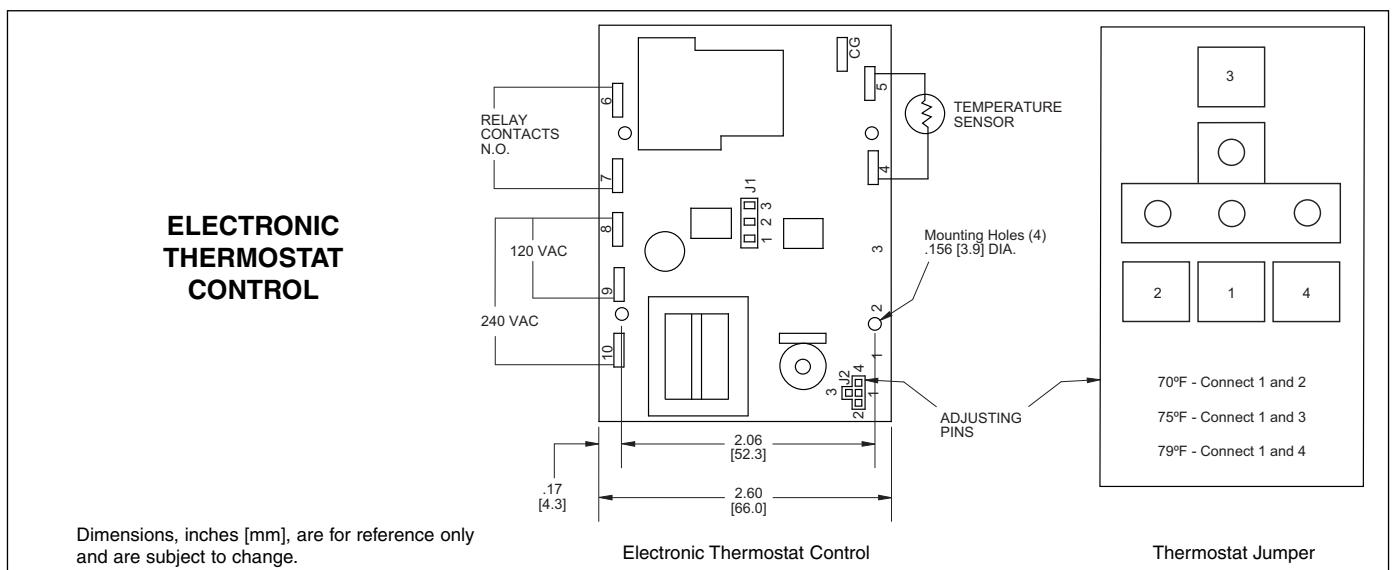 ELECTRONIC
THERMOSTAT
CONTROL
RELAY
CONTACTS
N.O.
120 VAC
240 VAC
6
7
8
9
10
CG
5
4
TEMPERATURE
SENSOR
J1
3
2
1
3
2
1
Mounting Holes (4)
.156 [3.9] DIA.
J2
4
3
1
2
ADJUSTING
PINS
2.06
[52.3]
.17
[4.3]
2.60
[66.0]
3
2
1
4
70ºF - Connect 1 and 2
75ºF - Connect 1 and 3
79ºF - Connect 1 and 4
Dimensions, inches [mm], are for reference only
and are subject to change.
Electronic Thermostat Control
Thermostat Jumper